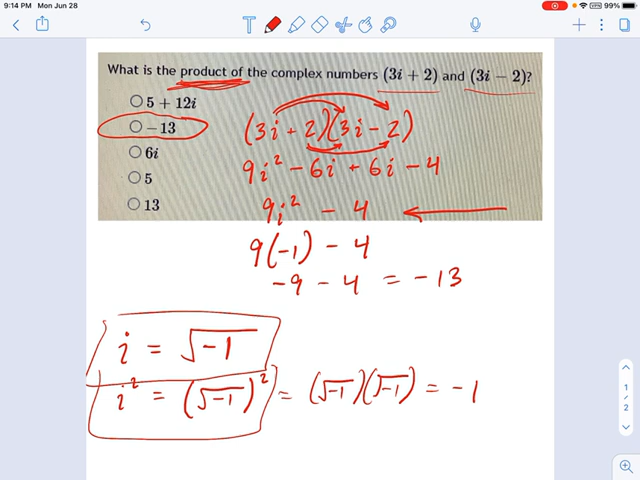 9:14 PM Mon Jun 28
VPN 99%
What is the product of the complex numbers (3i + 2) and (3i − 2)?
5 + 12i
−13
6i
5
13
(3i + 2)(3i − 2)
9i² − 6i + 6i − 4
9i² − 4
9(−1) − 4
−9 − 4 = −13
i = √−1
i² = (√−1)² = (√−1)(√−1) = −1
T
1
/
2